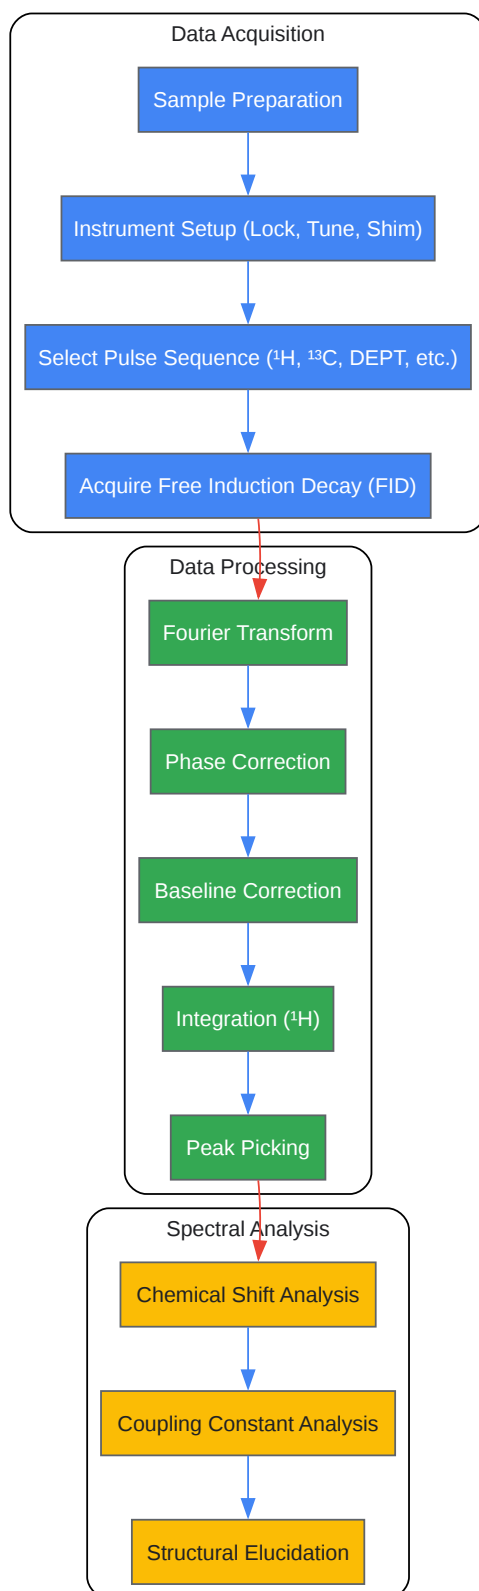 Data Acquisition
Sample Preparation
Instrument Setup (Lock, Tune, Shim)
Select Pulse Sequence (¹H, ¹³C, DEPT, etc.)
Acquire Free Induction Decay (FID)
Data Processing
Fourier Transform
Phase Correction
Baseline Correction
Integration (¹H)
Peak Picking
Spectral Analysis
Chemical Shift Analysis
Coupling Constant Analysis
Structural Elucidation